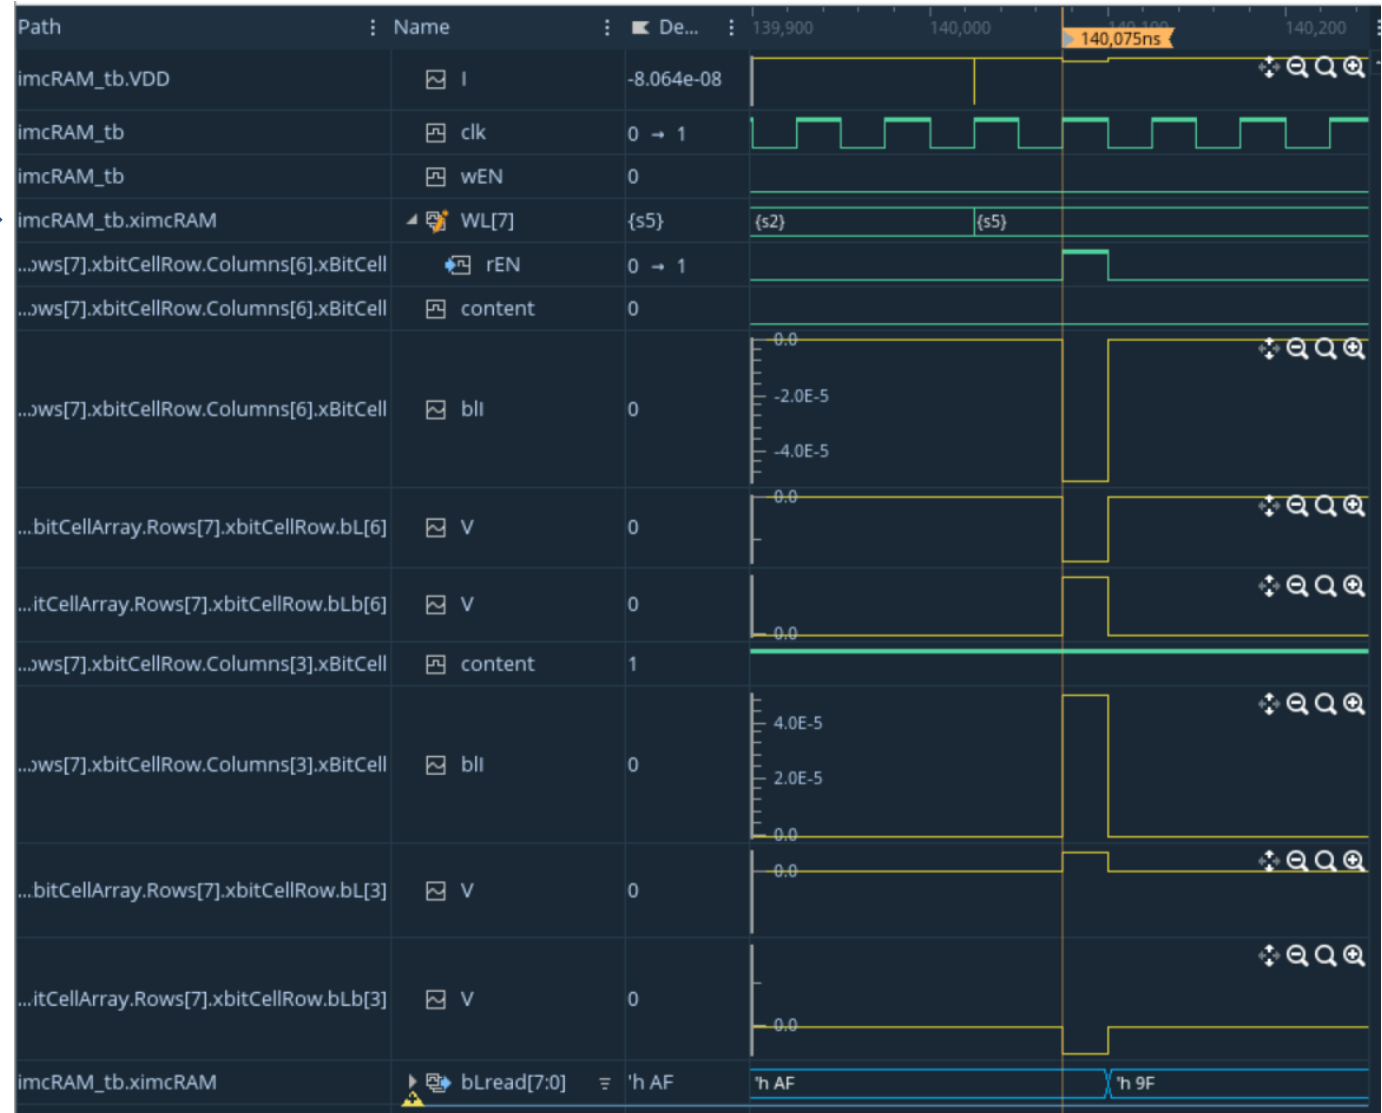 Path Name De... 139,900 140,000 140,100 140,200
140,075ns
imcRAM_tb.VDD I -8.064e-08
imcRAM_tb clk 0 → 1
imcRAM_tb wEN 0
imcRAM_tb.ximcRAM WL[7] {s5} {s2} {s5}
...ows[7].xbitCellRow.Columns[6].xBitCell rEN 0 → 1
...ows[7].xbitCellRow.Columns[6].xBitCell content 0
0.0
-2.0E-5
...ows[7].xbitCellRow.Columns[6].xBitCell blI 0
-4.0E-5
0.0
...bitCellArray.Rows[7].xbitCellRow.bL[6] V 0
...itCellArray.Rows[7].xbitCellRow.bLb[6] V 0
0.0
...ows[7].xbitCellRow.Columns[3].xBitCell content 1
4.0E-5
...ows[7].xbitCellRow.Columns[3].xBitCell blI 0
2.0E-5
0.0
0.0
...bitCellArray.Rows[7].xbitCellRow.bL[3] V 0
...itCellArray.Rows[7].xbitCellRow.bLb[3] V 0
0.0
imcRAM_tb.ximcRAM bLread[7:0] 'h AF 'h AF 'h 9F